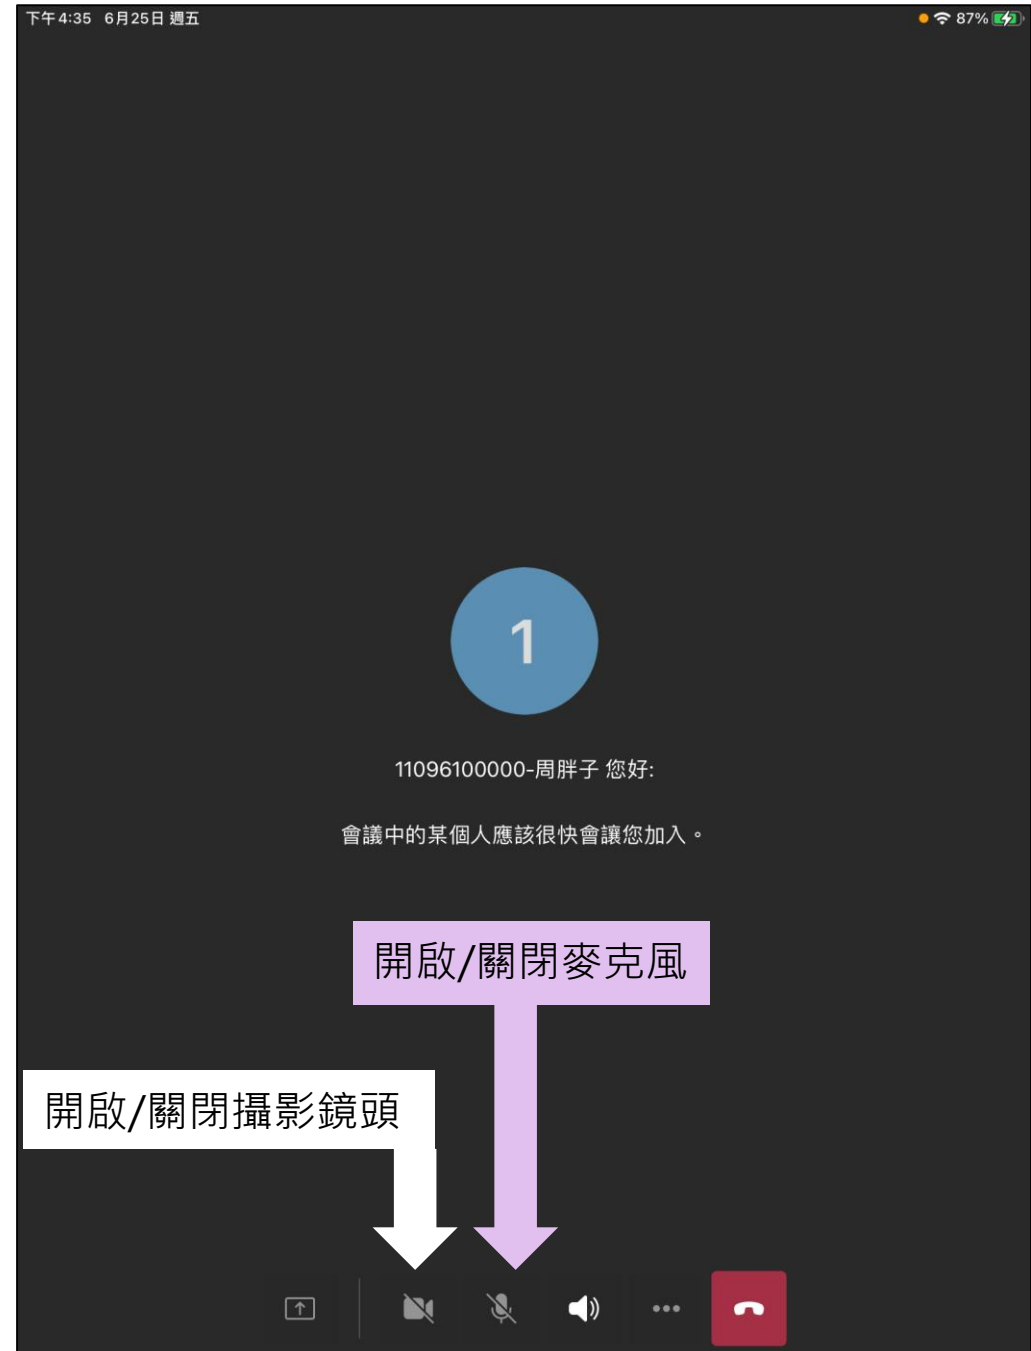 下午4:35 6月25日 週五
87%
1
11096100000-周胖子 您好:
會議中的某個人應該很快會讓您加入。
開啟/關閉麥克風
開啟/關閉攝影鏡頭